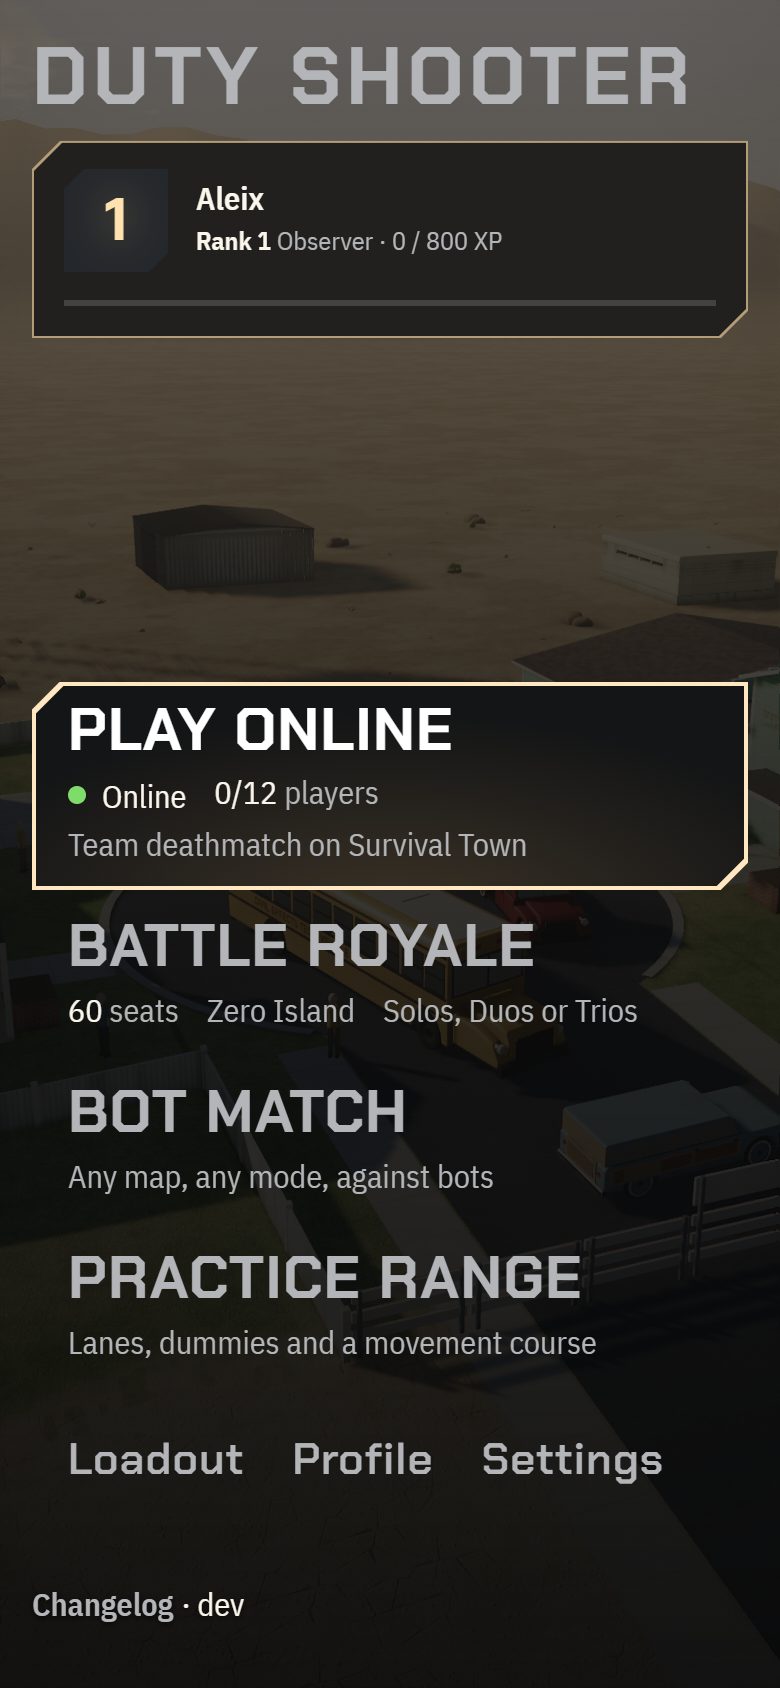 DUTY SHOOTER
1
Aleix
Rank 1 Observer · 0 / 800 XP
PLAY ONLINE
Online 0/12 players
Team deathmatch on Survival Town
BATTLE ROYALE
60 seats Zero Island Solos, Duos or Trios
BOT MATCH
Any map, any mode, against bots
PRACTICE RANGE
Lanes, dummies and a movement course
Loadout Profile Settings
Changelog · dev